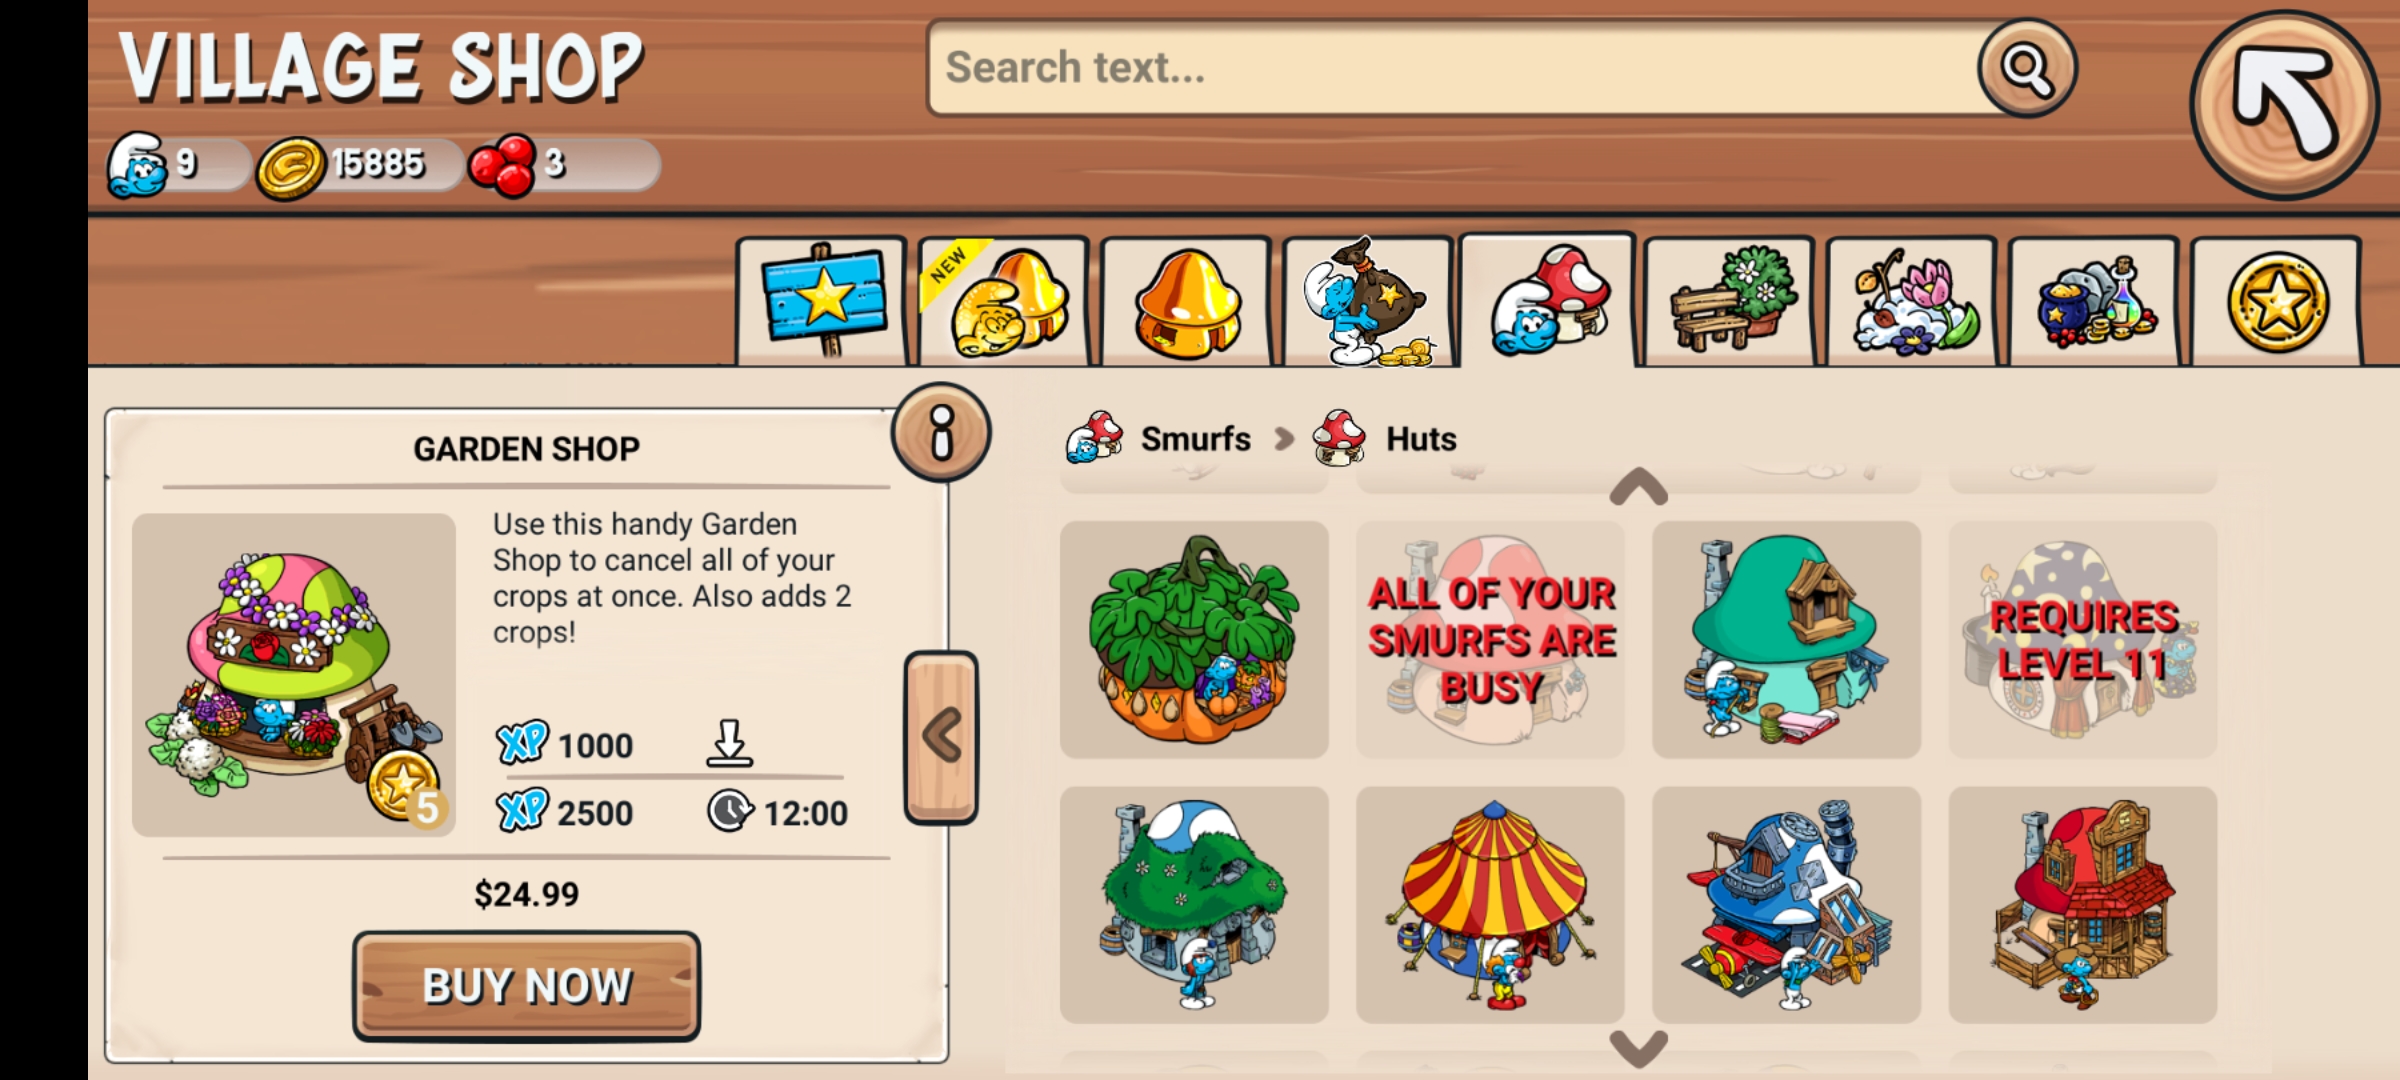 VILLAGE SHOP
Search text...
9
15885
3
NEW
GARDEN SHOP
Use this handy Garden
Shop to cancel all of your
crops at once. Also adds 2
crops!
5
XP 1000
XP 2500
12:00
$24.99
BUY NOW
Smurfs
Huts
ALL OF YOUR
SMURFS ARE
BUSY
REQUIRES
LEVEL 11